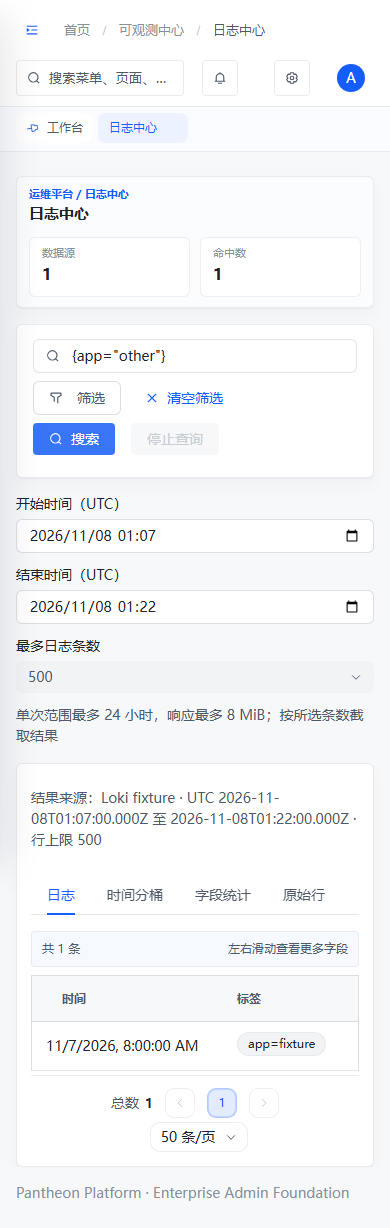 首页 / 可观测中心 / 日志中心
搜索菜单、页面、...
A
工作台
日志中心
运维平台 / 日志中心
日志中心
数据源
1
命中数
1
{app="other"}
筛选
清空筛选
搜索
停止查询
开始时间（UTC）
2026/11/08 01:07
结束时间（UTC）
2026/11/08 01:22
最多日志条数
500
单次范围最多 24 小时，响应最多 8 MiB；按所选条数截
取结果
结果来源：Loki fixture · UTC 2026-11-
08T01:07:00.000Z 至 2026-11-08T01:22:00.000Z ·
行上限 500
日志 时间分桶 字段统计 原始行
共 1 条 左右滑动查看更多字段
时间 标签
11/7/2026, 8:00:00 AM app=fixture
总数 1 1
50 条/页
Pantheon Platform · Enterprise Admin Foundation